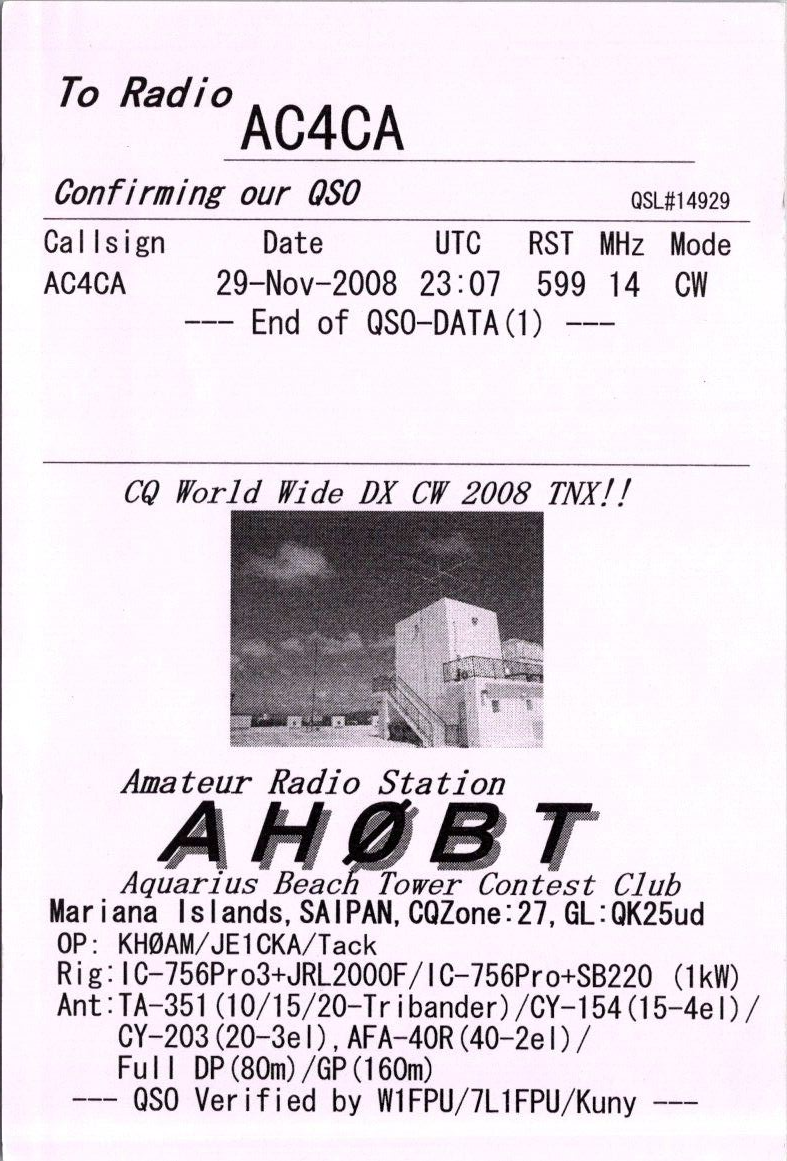 To Radio
AC4CA
Confirming our QSO
QSL#14929
Callsign Date UTC RST MHz Mode
AC4CA 29-Nov-2008 23:07 599 14 CW
--- End of QSO-DATA(1) ---
CQ World Wide DX CW 2008 TNX!!
Amateur Radio Station
AHØBT
Aquarius Beach Tower Contest Club
Mariana Islands, SAIPAN, CQZone:27, GL:QK25ud
OP: KHØAM/JE1CKA/Tack
Rig:IC-756Pro3+JRL2000F/IC-756Pro+SB220 (1kW)
Ant:TA-351(10/15/20-Tribander)/CY-154(15-4el)/
CY-203(20-3el), AFA-40R(40-2el)/
Full DP(80m)/GP(160m)
--- QSO Verified by W1FPU/7L1FPU/Kuny ---